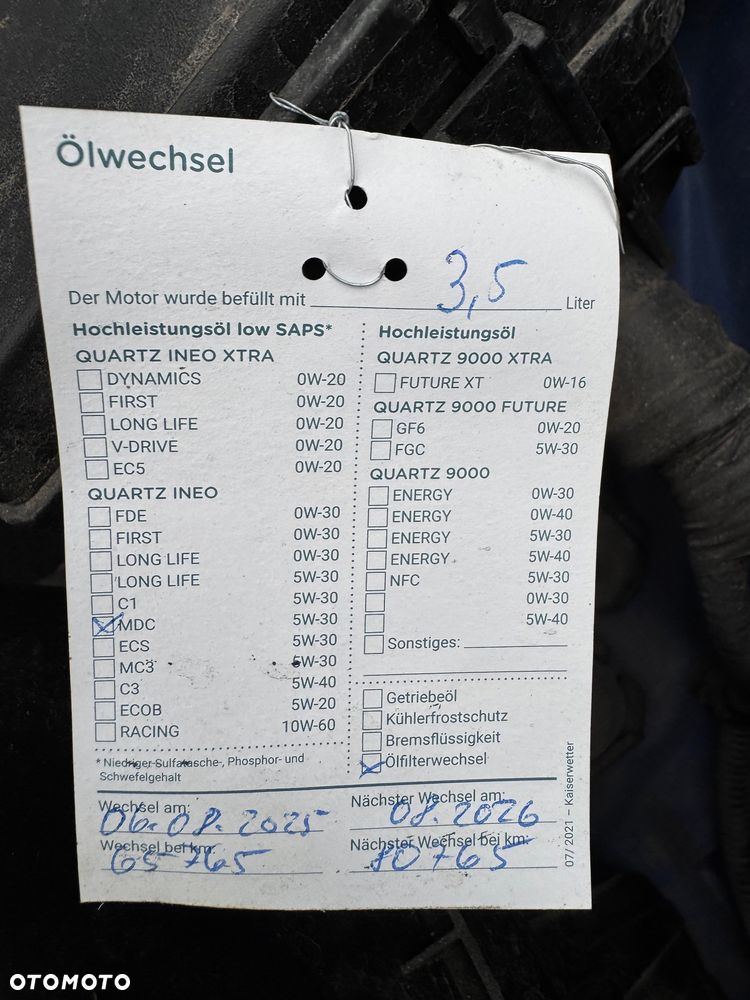 Ölwechsel
Der Motor wurde befüllt mit 3,5 Liter
Hochleistungsöl low SAPS*
QUARTZ INEO XTRA
DYNAMICS 0W-20
FIRST 0W-20
LONG LIFE 0W-20
V-DRIVE 0W-20
EC5 0W-20
QUARTZ INEO
FDE 0W-30
FIRST 0W-30
LONG LIFE 0W-30
LONG LIFE 5W-30
C1 5W-30
MDC 5W-30
ECS 5W-30
MC3 5W-30
C3 5W-40
ECOB 5W-20
RACING 10W-60
* Niedriger Sulfatasche-, Phosphor- und
Schwefelgehalt
Hochleistungsöl
QUARTZ 9000 XTRA
FUTURE XT 0W-16
QUARTZ 9000 FUTURE
GF6 0W-20
FGC 5W-30
QUARTZ 9000
ENERGY 0W-30
ENERGY 0W-40
ENERGY 5W-30
ENERGY 5W-40
NFC 5W-30
0W-30
5W-40
Sonstiges:
Getriebeöl
Kühlerfrostschutz
Bremsflüssigkeit
Ölfilterwechsel
Wechsel am: 06.08.2025
Nächster Wechsel am: 08.2026
Wechsel bei km: 65765
Nächster Wechsel bei km: 80765
07/2021 – Kaiserwetter
OTOMOTO